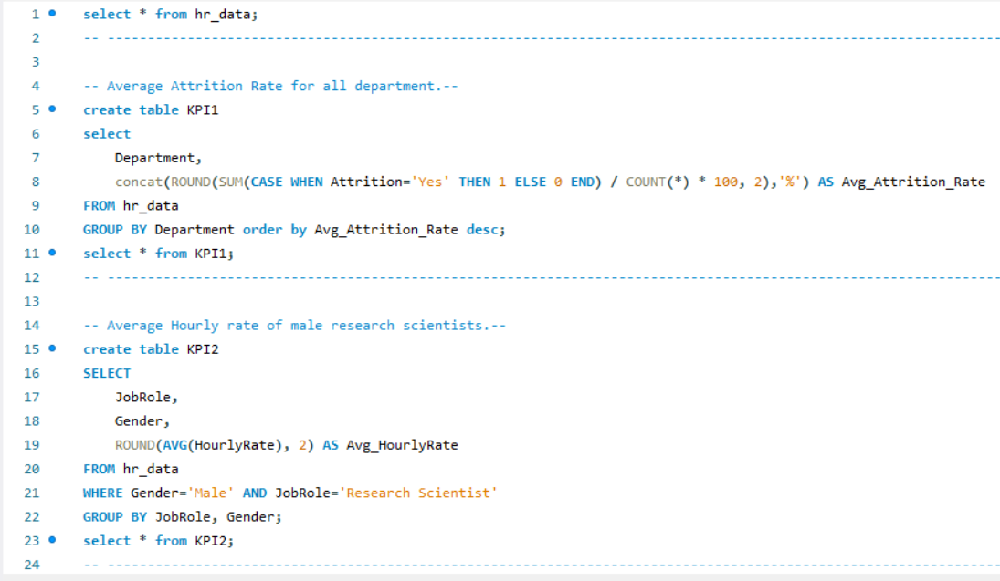 1 select * from hr_data;
2 -- ------------------------------------------------------------------------------------------------------------------
3
4 -- Average Attrition Rate for all department.--
5 create table KPI1
6 select
7 Department,
8 concat(ROUND(SUM(CASE WHEN Attrition='Yes' THEN 1 ELSE 0 END) / COUNT(*) * 100, 2),'%') AS Avg_Attrition_Rate
9 FROM hr_data
10 GROUP BY Department order by Avg_Attrition_Rate desc;
11 select * from KPI1;
12 -- ------------------------------------------------------------------------------------------------------------------
13
14 -- Average Hourly rate of male research scientists.--
15 create table KPI2
16 SELECT
17 JobRole,
18 Gender,
19 ROUND(AVG(HourlyRate), 2) AS Avg_HourlyRate
20 FROM hr_data
21 WHERE Gender='Male' AND JobRole='Research Scientist'
22 GROUP BY JobRole, Gender;
23 select * from KPI2;
24 -- ------------------------------------------------------------------------------------------------------------------